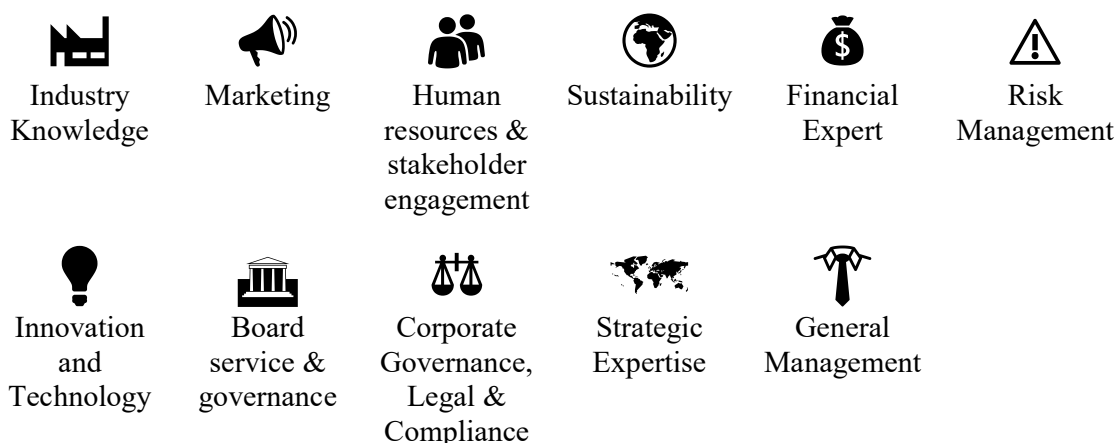 Industry
Knowledge
Marketing
Human
resources &
stakeholder
engagement
Sustainability
Financial
Expert
Risk
Management
Innovation
and
Technology
Board
service &
governance
Corporate
Governance,
Legal &
Compliance
Strategic
Expertise
General
Management